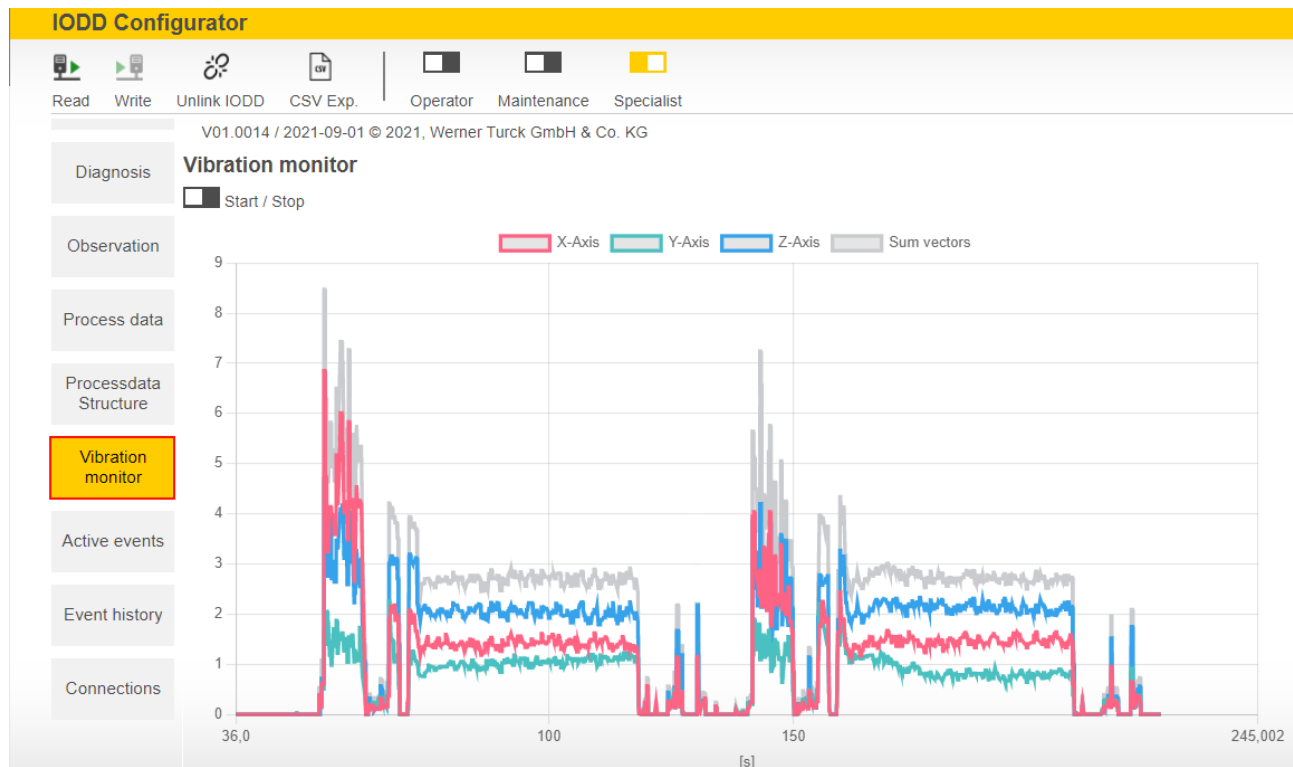 IODD Configurator
Read Write Unlink IODD CSV Exp. Operator Maintenance Specialist
CSV
V01.0014 / 2021-09-01 © 2021, Werner Turck GmbH & Co. KG
Diagnosis
Observation
Process data
Processdata
Structure
Vibration
monitor
Active events
Event history
Connections
Vibration monitor
Start / Stop
X-Axis Y-Axis Z-Axis Sum vectors
9
8
7
6
5
4
3
2
1
0
36,0 100 150 245,002
[s]